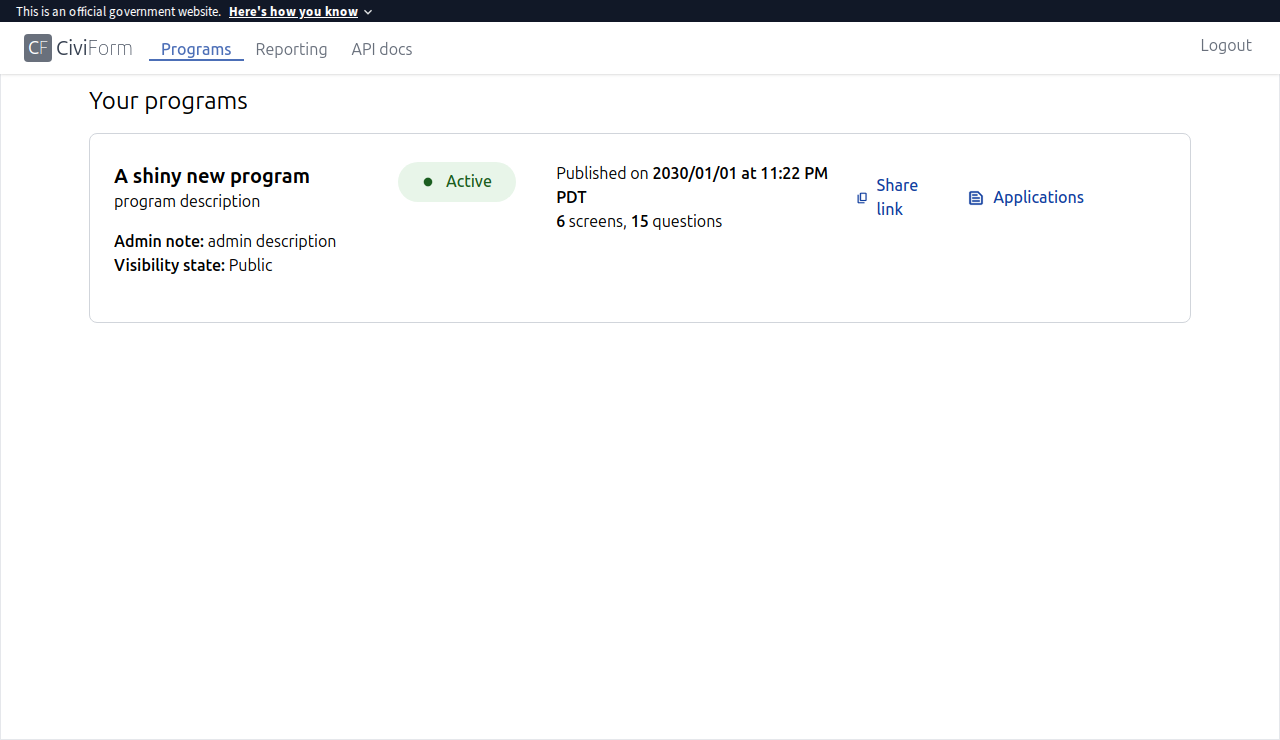 This is an official government website. Here's how you know
CF CiviForm Programs Reporting API docs Logout
Your programs
A shiny new program
program description
Admin note: admin description
Visibility state: Public
Active
Published on 2030/01/01 at 11:22 PM
PDT
6 screens, 15 questions
Share
link
Applications